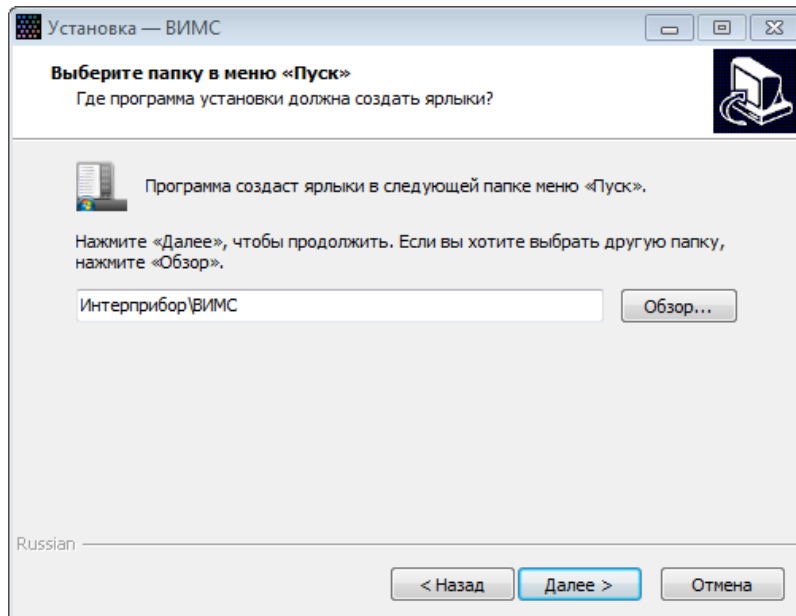 Установка — ВИМС
Выберите папку в меню «Пуск»
Где программа установки должна создать ярлыки?
Программа создаст ярлыки в следующей папке меню «Пуск».
Нажмите «Далее», чтобы продолжить. Если вы хотите выбрать другую папку,
нажмите «Обзор».
Интерприбор\ВИМС
Обзор...
Russian
< Назад
Далее >
Отмена